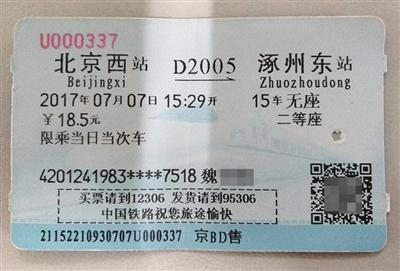 U000337
北京西站 D2005 涿州东站
Beijingxi Zhuozhoudong
2017年07月07日15:29开 15车无座
￥18.5元 二等座
限乘当日当次车
4201241983****7518 魏
买票请到12306 发货请到95306
中国铁路祝您旅途愉快
21152210930707U000337 京BD售